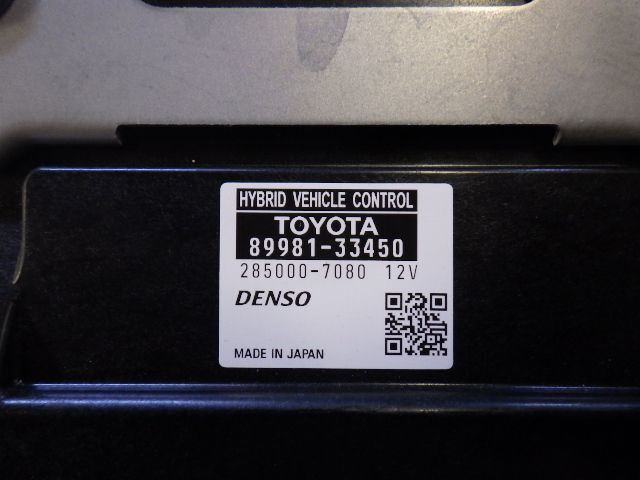 HYBRID VEHICLE CONTROL
TOYOTA
89981-33450
285000-7080 12V
DENSO
MADE IN JAPAN